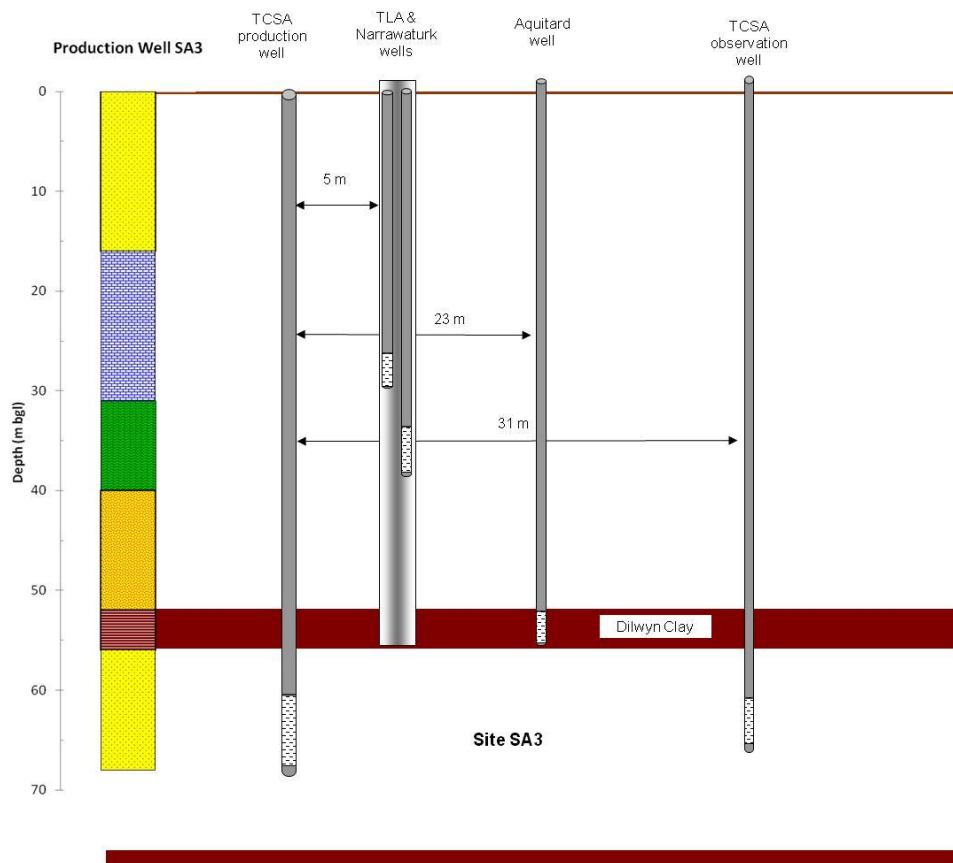 Production Well SA3
TCSA
production
well
TLA &
Narrawaturk
wells
Aquitard
well
TCSA
observation
well
0
5 m
10
20
23 m
30
31 m
Depth (m bgl)
40
50
Dilwyn Clay
60
Site SA3
70